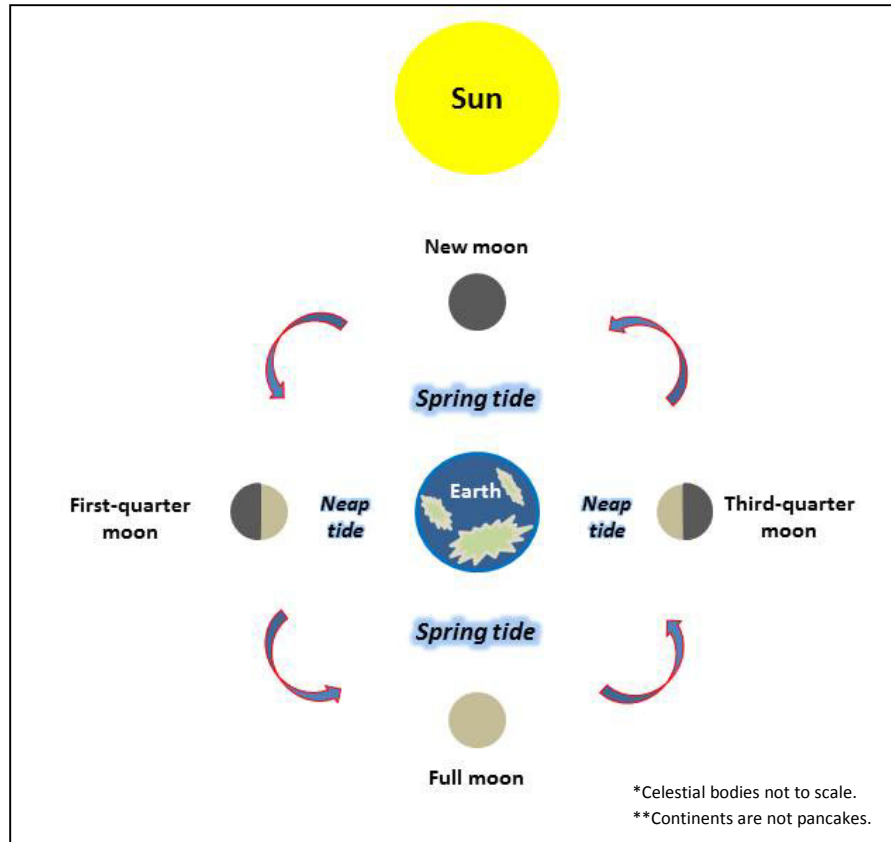 Sun
New moon
Spring tide
First-quarter
moon
Neap
tide
Earth
Neap
tide
Third-quarter
moon
Spring tide
Full moon
*Celestial bodies not to scale.
**Continents are not pancakes.